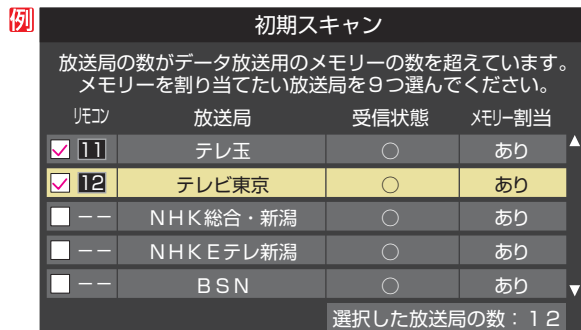 例
初期スキャン
放送局の数がデータ放送用のメモリーの数を超えています。
メモリーを割り当てたい放送局を9つ選んでください。
リモコン 放送局 受信状態 メモリー割当
11 テレ玉 ○ あり
12 テレビ東京 ○ あり
−− NHK総合・新潟 ○ あり
−− NHKEテレ新潟 ○ あり
−− BSN ○ あり
選択した放送局の数：12